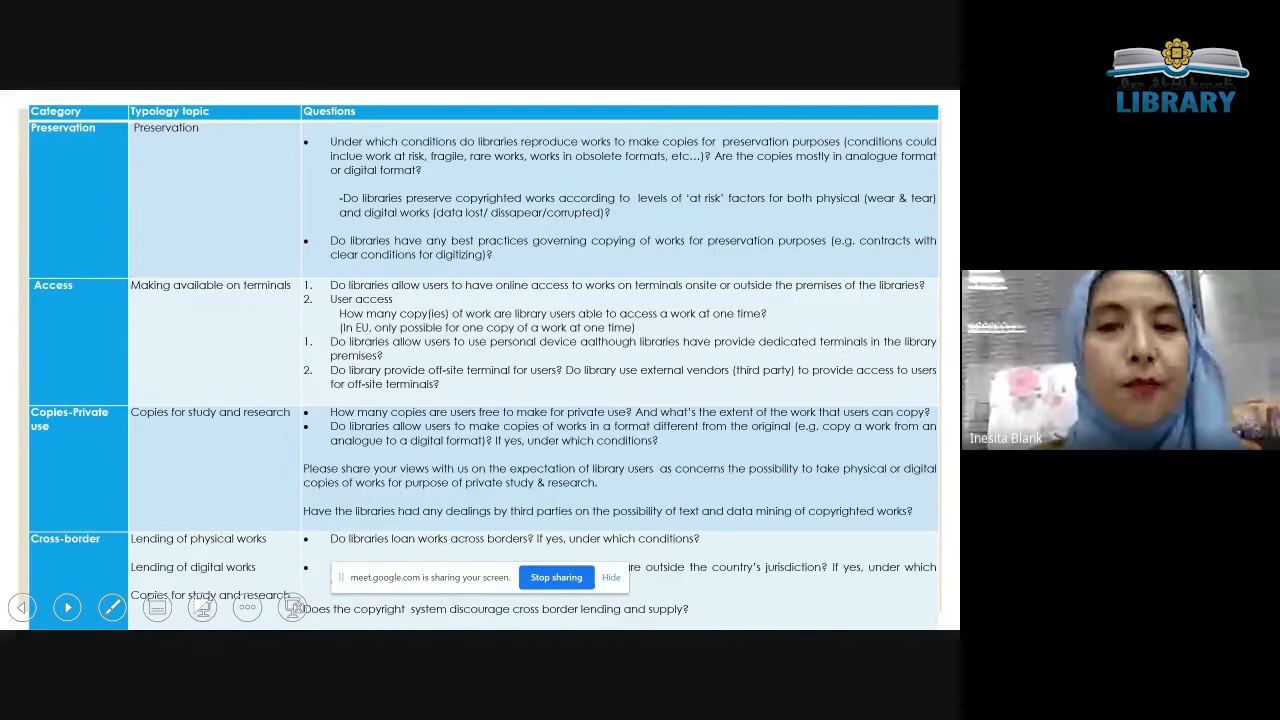 Category Typology topic Questions
Preservation Preservation
• Under which conditions do libraries reproduce works to make copies for preservation purposes (conditions could
inclue work at risk, fragile, rare works, works in obsolete formats, etc...)? Are the copies mostly in analogue format
or digital format?
-Do libraries preserve copyrighted works according to levels of ‘at risk’ factors for both physical (wear & tear)
and digital works (data lost/ dissapear/corrupted)?
• Do libraries have any best practices governing copying of works for preservation purposes (e.g. contracts with
clear conditions for digitizing)?
Access Making available on terminals 1. Do libraries allow users to have online access to works on terminals onsite or outside the premises of the libraries?
2. User access
How many copy(ies) of work are library users able to access a work at one time?
(In EU, only possible for one copy of a work at one time)
1. Do libraries allow users to use personal device aalthough libraries have provide dedicated terminals in the library
premises?
2. Do library provide off-site terminal for users? Do library use external vendors (third party) to provide access to users
for off-site terminals?
Copies-Private use Copies for study and research • How many copies are users free to make for private use? And what’s the extent of the work that users can copy?
• Do libraries allow users to make copies of works in a format different from the original (e.g. copy a work from an
analogue to a digital format)? If yes, under which conditions?
Please share your views with us on the expectation of library users as concerns the possibility to take physical or digital
copies of works for purpose of private study & research.
Have the libraries had any dealings by third parties on the possibility of text and data mining of copyrighted works?
Cross-border Lending of physical works • Do libraries loan works across borders? If yes, under which conditions?
Lending of digital works • are outside the country’s jurisdiction? If yes, under which
Copies for study and research
Does the copyright system discourage cross border lending and supply?
meet.google.com is sharing your screen. Stop sharing Hide
LIBRARY
Inesita Blank